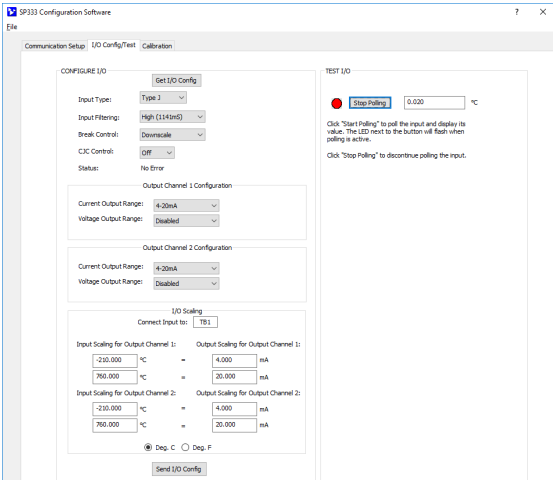 SP333 Configuration Software ? ×
File
Communication Setup I/O Config/Test Calibration
CONFIGURE I/O
Get I/O Config
Input Type: Type J
Input Filtering: High (1141mS)
Break Control: Downscale
CJC Control: Off
Status: No Error
Output Channel 1 Configuration
Current Output Range: 4-20mA
Voltage Output Range: Disabled
Output Channel 2 Configuration
Current Output Range: 4-20mA
Voltage Output Range: Disabled
I/O Scaling
Connect Input to: TB1
Input Scaling for Output Channel 1: Output Scaling for Output Channel 1:
-210.000 °C = 4.000 mA
760.000 °C = 20.000 mA
Input Scaling for Output Channel 2: Output Scaling for Output Channel 2:
-210.000 °C = 4.000 mA
760.000 °C = 20.000 mA
Deg. C Deg. F
Send I/O Config
TEST I/O
Stop Polling 0.020 °C
Click "Start Polling" to poll the input and display its
value. The LED next to the button will flash when
polling is active.
Click "Stop Polling" to discontinue polling the input.